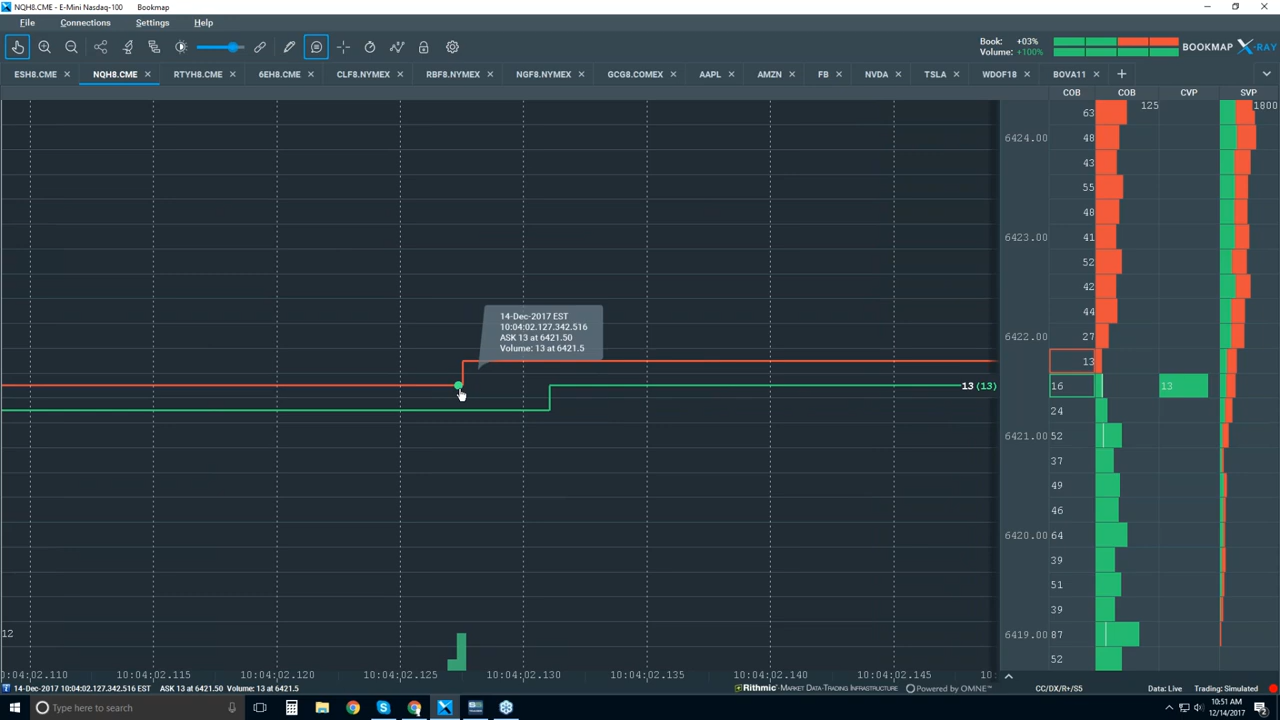 NQH8.CME - E-Mini Nasdaq-100 Bookmap
File Connections Settings Help
Book: +03%
Volume: +100%
BOOKMAP X-RAY
ESH8.CME NQH8.CME RTYH8.CME 6EH8.CME CLF8.NYMEX RBF8.NYMEX NGF8.NYMEX GCG8.COMEX AAPL AMZN FB NVDA TSLA WDOF18 BOVA11
COB COB CVP SVP
125 1800
63
6424.00 48
43
55
48
6423.00 41
52
42
44
6422.00 27
13
16 13
24
6421.00 52
37
49
46
6420.00 64
39
51
39
6419.00 87
52
14-Dec-2017 EST
10:04:02.127.342.516
ASK 13 at 6421.50
Volume: 13 at 6421.5
13 (13)
12
10:04:02.110 10:04:02.115 10:04:02.120 10:04:02.125 10:04:02.130 10:04:02.135 10:04:02.140 10:04:02.145
14-Dec-2017 10:04:02.127.342.516 EST ASK 13 at 6421.50 Volume: 13 at 6421.5
Rithmic - MARKET DATA-TRADING INFRASTRUCTURE Powered by OMNE™
CC/DX/R+/S5 Data: Live Trading: Simulated
Type here to search
10:51 AM
12/14/2017
2